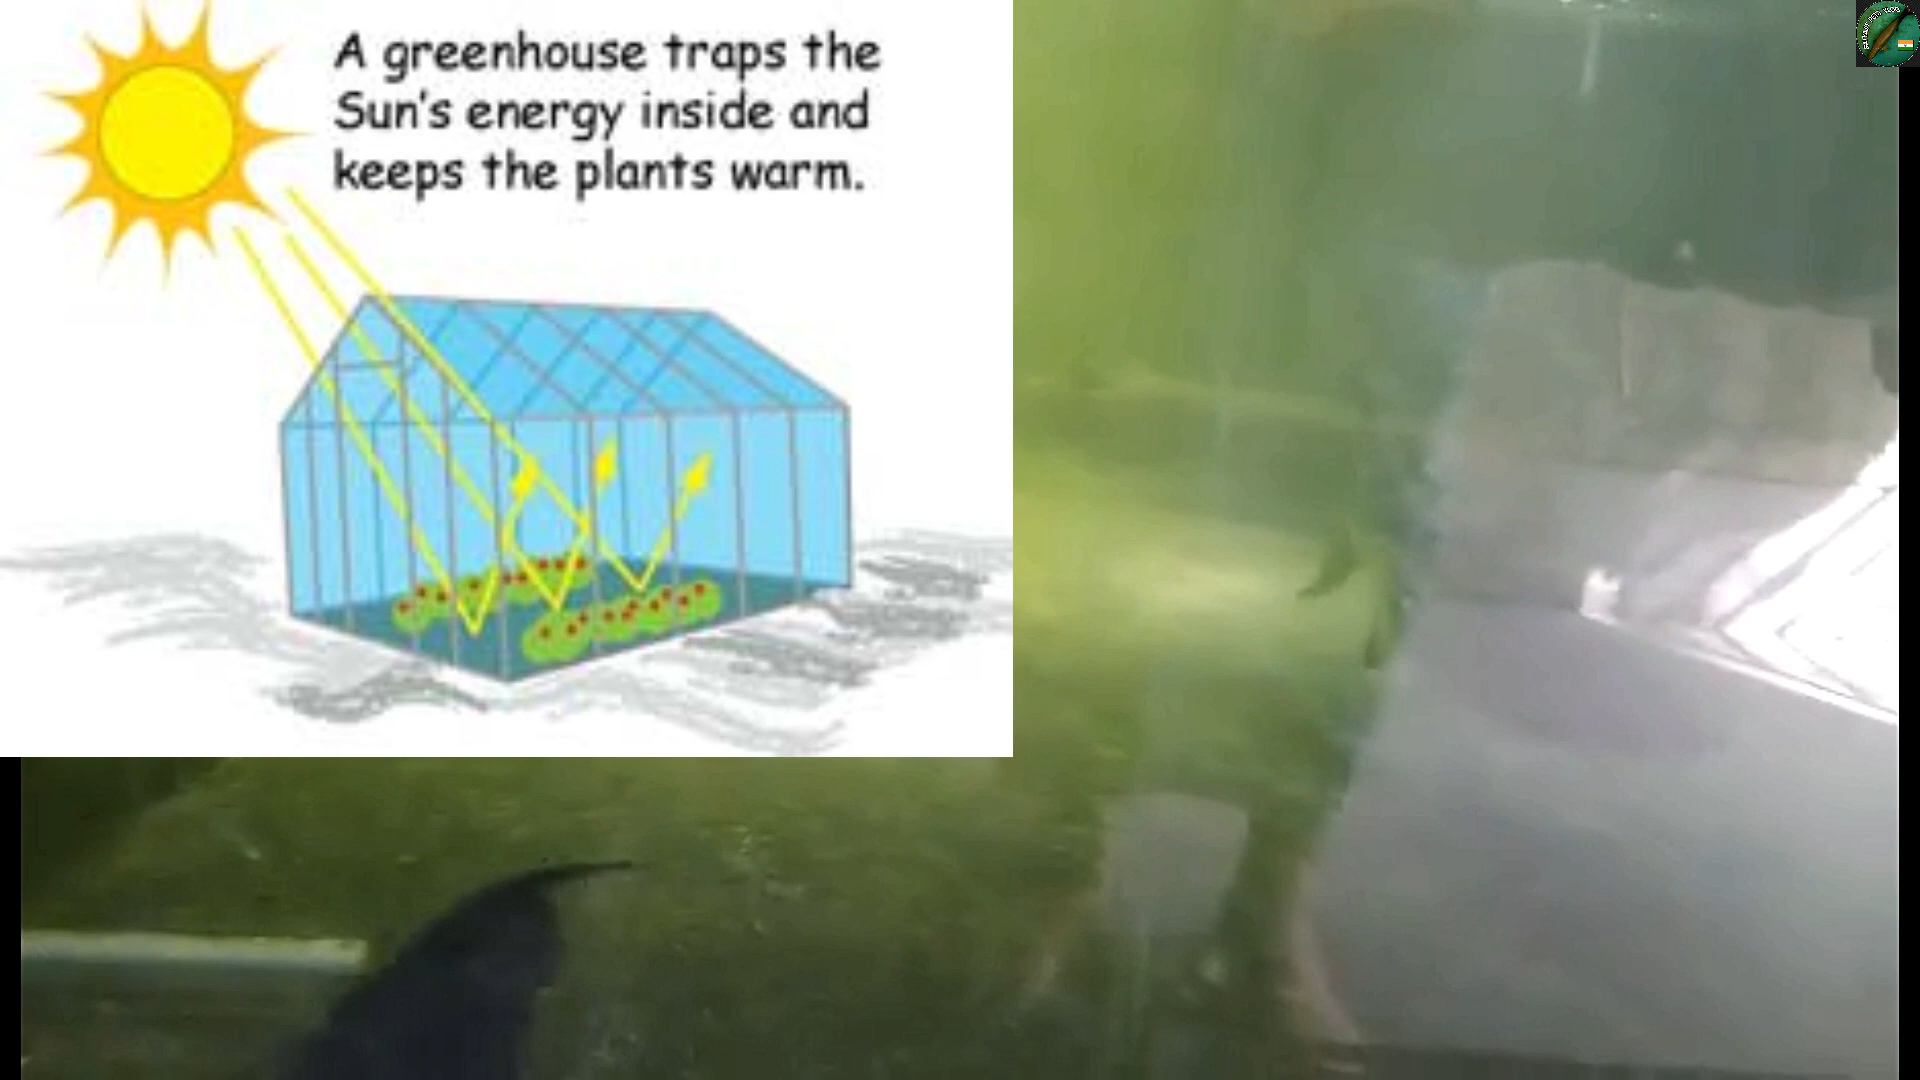 A greenhouse traps the
Sun's energy inside and
keeps the plants warm.